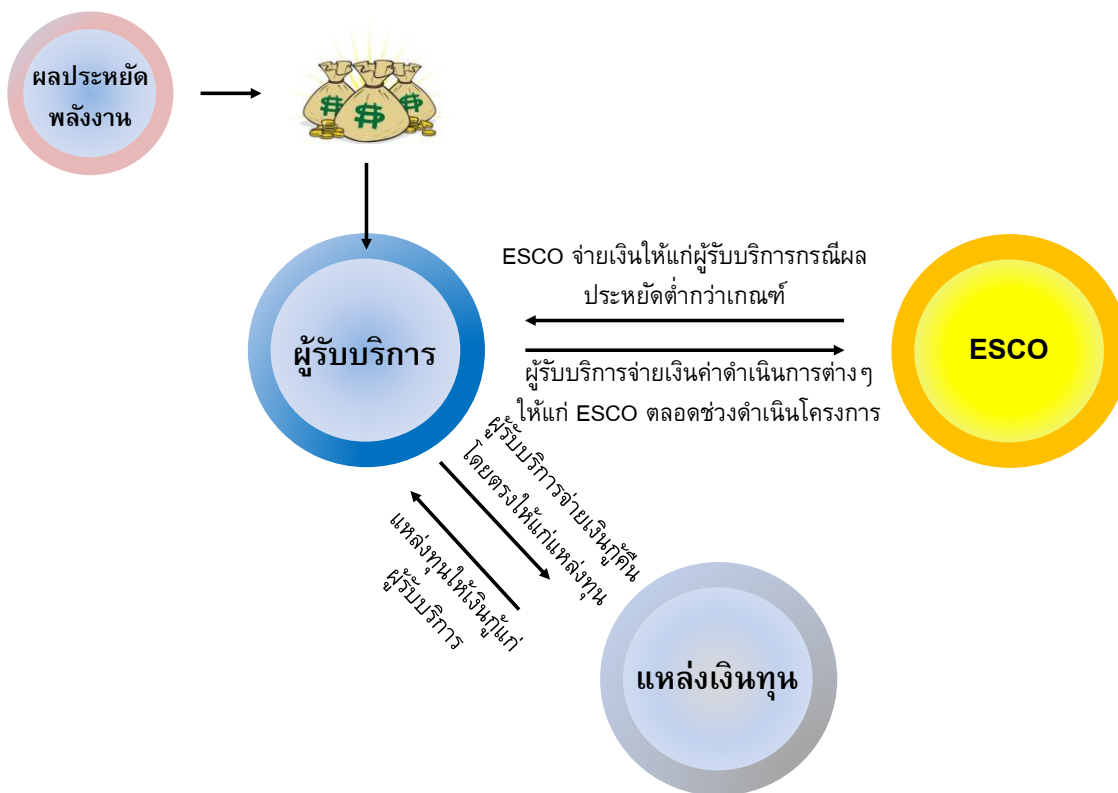 ผลประหยัด
พลังงาน
ESCO จ่ายเงินให้แก่ผู้รับบริการกรณีผล
ประหยัดต่ำกว่าเกณฑ์
ผู้รับบริการ
ESCO
ผู้รับบริการจ่ายเงินค่าดำเนินการต่างๆ
ให้แก่ ESCO ตลอดช่วงดำเนินโครงการ
ผู้รับบริการจ่ายเงินกู้คืน
โดยตรงให้แก่แหล่งทุน
แหล่งทุนให้เงินกู้แก่
ผู้รับบริการ
แหล่งเงินทุน